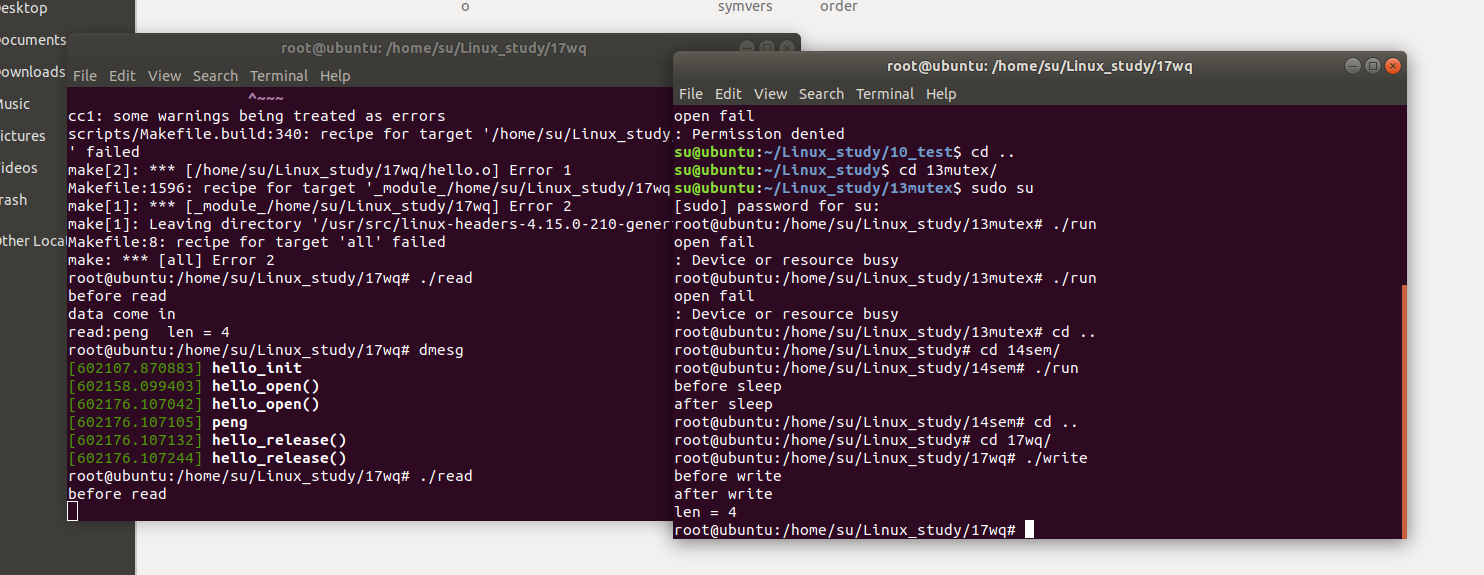 esktop
o symvers order
ocuments
ownloads
usic
ictures
ideos
rash
ther Loca
root@ubuntu: /home/su/Linux_study/17wq
File Edit View Search Terminal Help
^~~~
cc1: some warnings being treated as errors
scripts/Makefile.build:340: recipe for target '/home/su/Linux_study
' failed
make[2]: *** [/home/su/Linux_study/17wq/hello.o] Error 1
Makefile:1596: recipe for target '_module_/home/su/Linux_study/17wq
make[1]: *** [_module_/home/su/Linux_study/17wq] Error 2
make[1]: Leaving directory '/usr/src/linux-headers-4.15.0-210-gener
Makefile:8: recipe for target 'all' failed
make: *** [all] Error 2
root@ubuntu:/home/su/Linux_study/17wq# ./read
before read
data come in
read:peng  len = 4
root@ubuntu:/home/su/Linux_study/17wq# dmesg
[602107.870883] hello_init
[602158.099403] hello_open()
[602176.107042] hello_open()
[602176.107105] peng
[602176.107132] hello_release()
[602176.107244] hello_release()
root@ubuntu:/home/su/Linux_study/17wq# ./read
before read
root@ubuntu: /home/su/Linux_study/17wq
File Edit View Search Terminal Help
open fail
: Permission denied
su@ubuntu:~/Linux_study/10_test$ cd ..
su@ubuntu:~/Linux_study$ cd 13mutex/
su@ubuntu:~/Linux_study/13mutex$ sudo su
[sudo] password for su:
root@ubuntu:/home/su/Linux_study/13mutex# ./run
open fail
: Device or resource busy
root@ubuntu:/home/su/Linux_study/13mutex# ./run
open fail
: Device or resource busy
root@ubuntu:/home/su/Linux_study/13mutex# cd ..
root@ubuntu:/home/su/Linux_study# cd 14sem/
root@ubuntu:/home/su/Linux_study/14sem# ./run
before sleep
after sleep
root@ubuntu:/home/su/Linux_study/14sem# cd ..
root@ubuntu:/home/su/Linux_study# cd 17wq/
root@ubuntu:/home/su/Linux_study/17wq# ./write
before write
after write
len = 4
root@ubuntu:/home/su/Linux_study/17wq#